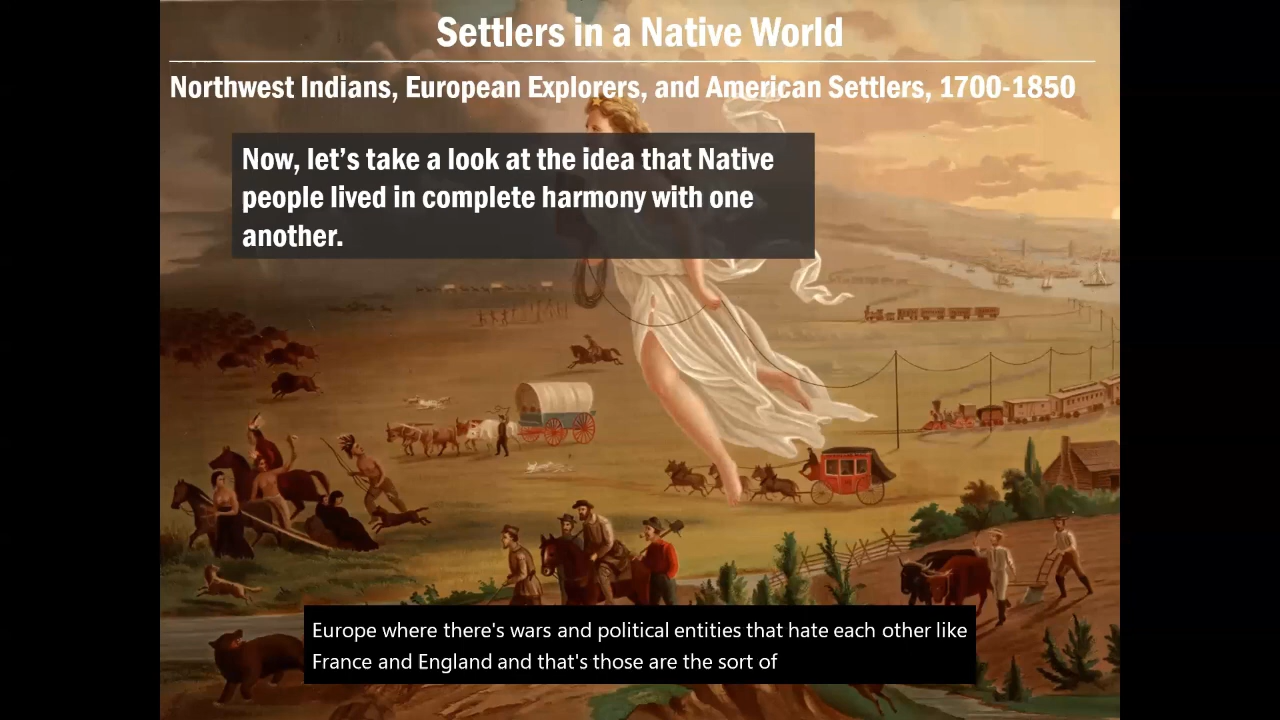 Settlers in a Native World
Northwest Indians, European Explorers, and American Settlers, 1700-1850
Now, let’s take a look at the idea that Native
people lived in complete harmony with one
another.
Europe where there's wars and political entities that hate each other like
France and England and that's those are the sort of